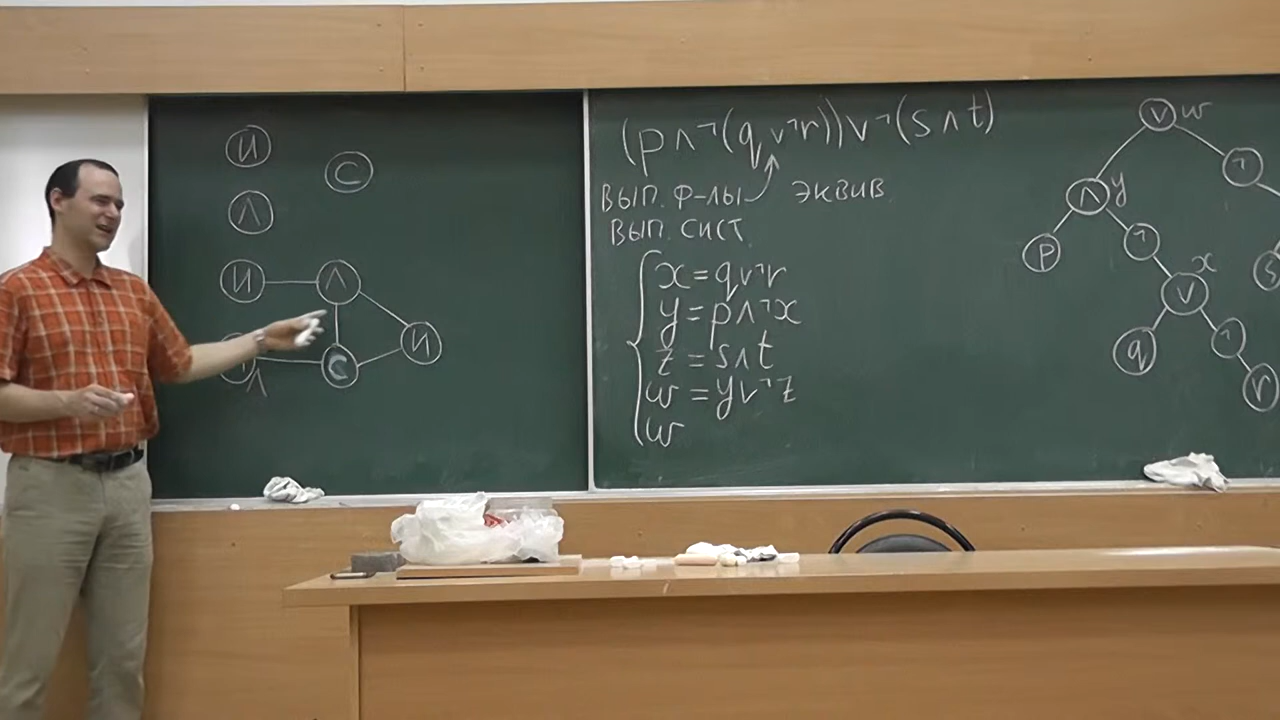 И
С
Л
И Л
И
С
Л
(p∧¬(q∨¬r))∨¬(s∧t)
ВЫП. Ф-ЛЫ ЭКВИВ.
ВЫП. СИСТ.
x = q∨¬r
y = p∧¬x
z = s∧t
w = y∨¬z
w
∨ w
¬
∧ y
p ¬
x
∨ s
q ¬
r